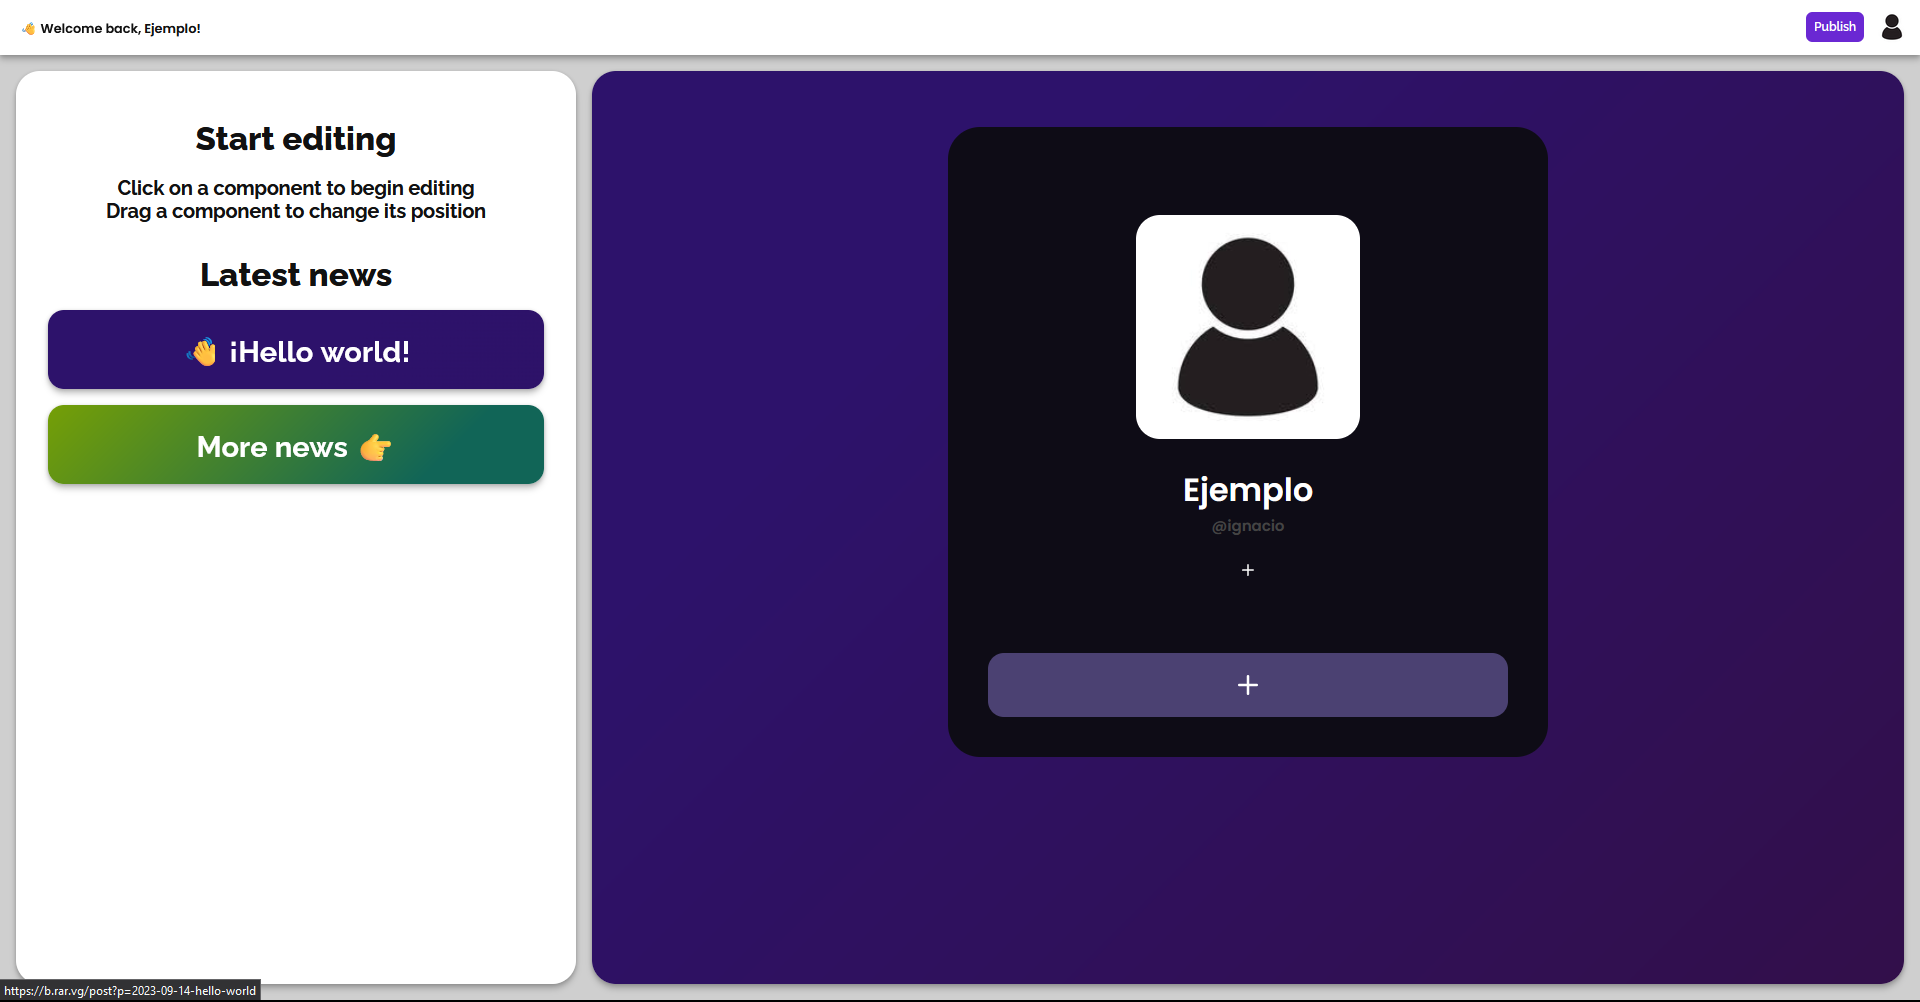 👋 Welcome back, Ejemplo!
Publish
Start editing
Click on a component to begin editing
Drag a component to change its position
Latest news
👋 ¡Hello world!
More news 👉
Ejemplo
@ignacio
+
+
https://b.rar.vg/post?p=2023-09-14-hello-world